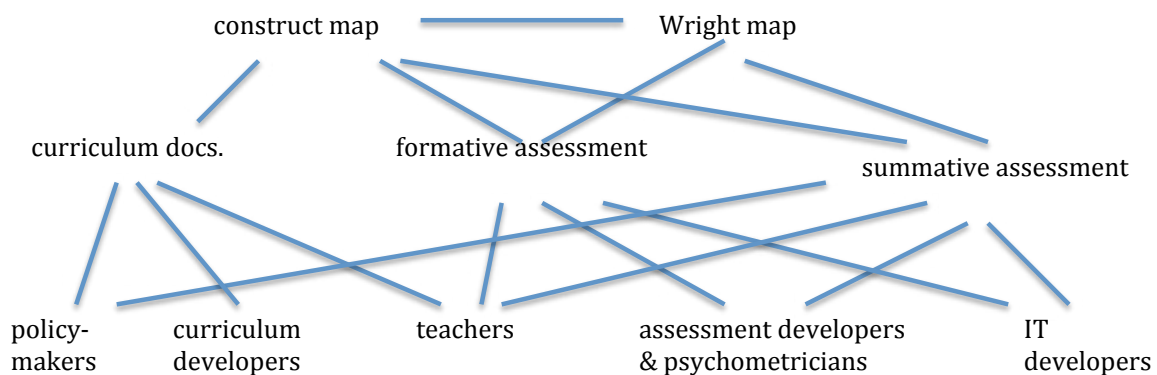 construct map
Wright map
curriculum docs.
formative assessment
summative assessment
policy-
makers
curriculum
developers
teachers
assessment developers
& psychometricians
IT
developers